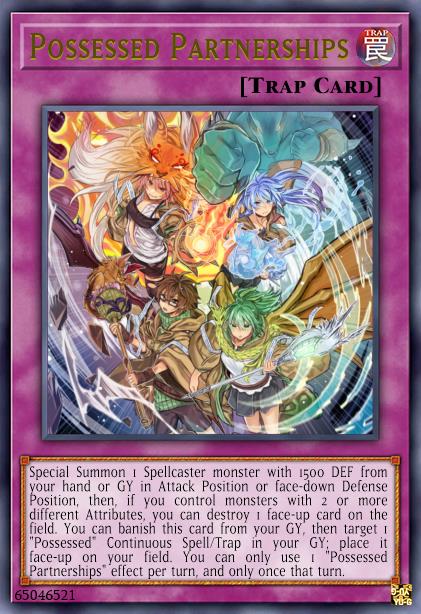 POSSESSED PARTNERSHIPS
TRAP
罠
[TRAP CARD]
Special Summon 1 Spellcaster monster with 1500 DEF from
your hand or GY in Attack Position or face-down Defense
Position, then, if you control monsters with 2 or more
different Attributes, you can destroy 1 face-up card on the
field. You can banish this card from your GY, then target 1
"Possessed" Continuous Spell/Trap in your GY; place it
face-up on your field. You can only use 1 "Possessed
Partnerships" effect per turn, and only once that turn.
65046521